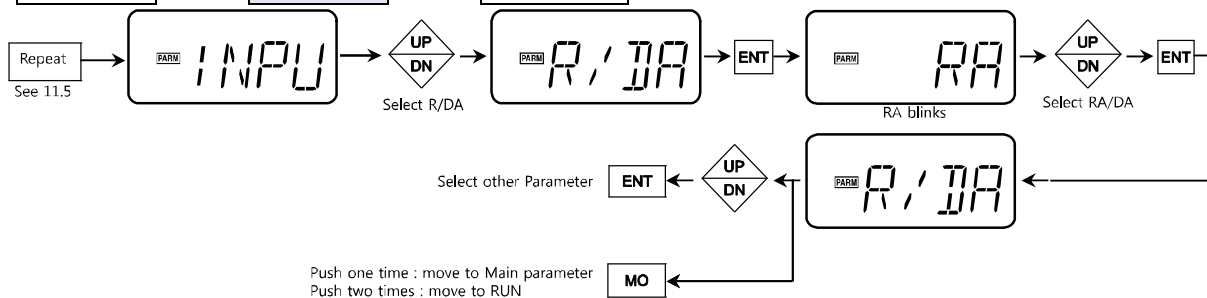 Repeat
See 11.5
PARM INPU
UP
DN
Select R/DA
PARM R/DA
ENT
PARM RA
RA blinks
UP
DN
Select RA/DA
ENT
Select other Parameter
ENT
UP
DN
PARM R/DA
Push one time : move to Main parameter
Push two times : move to RUN
MO